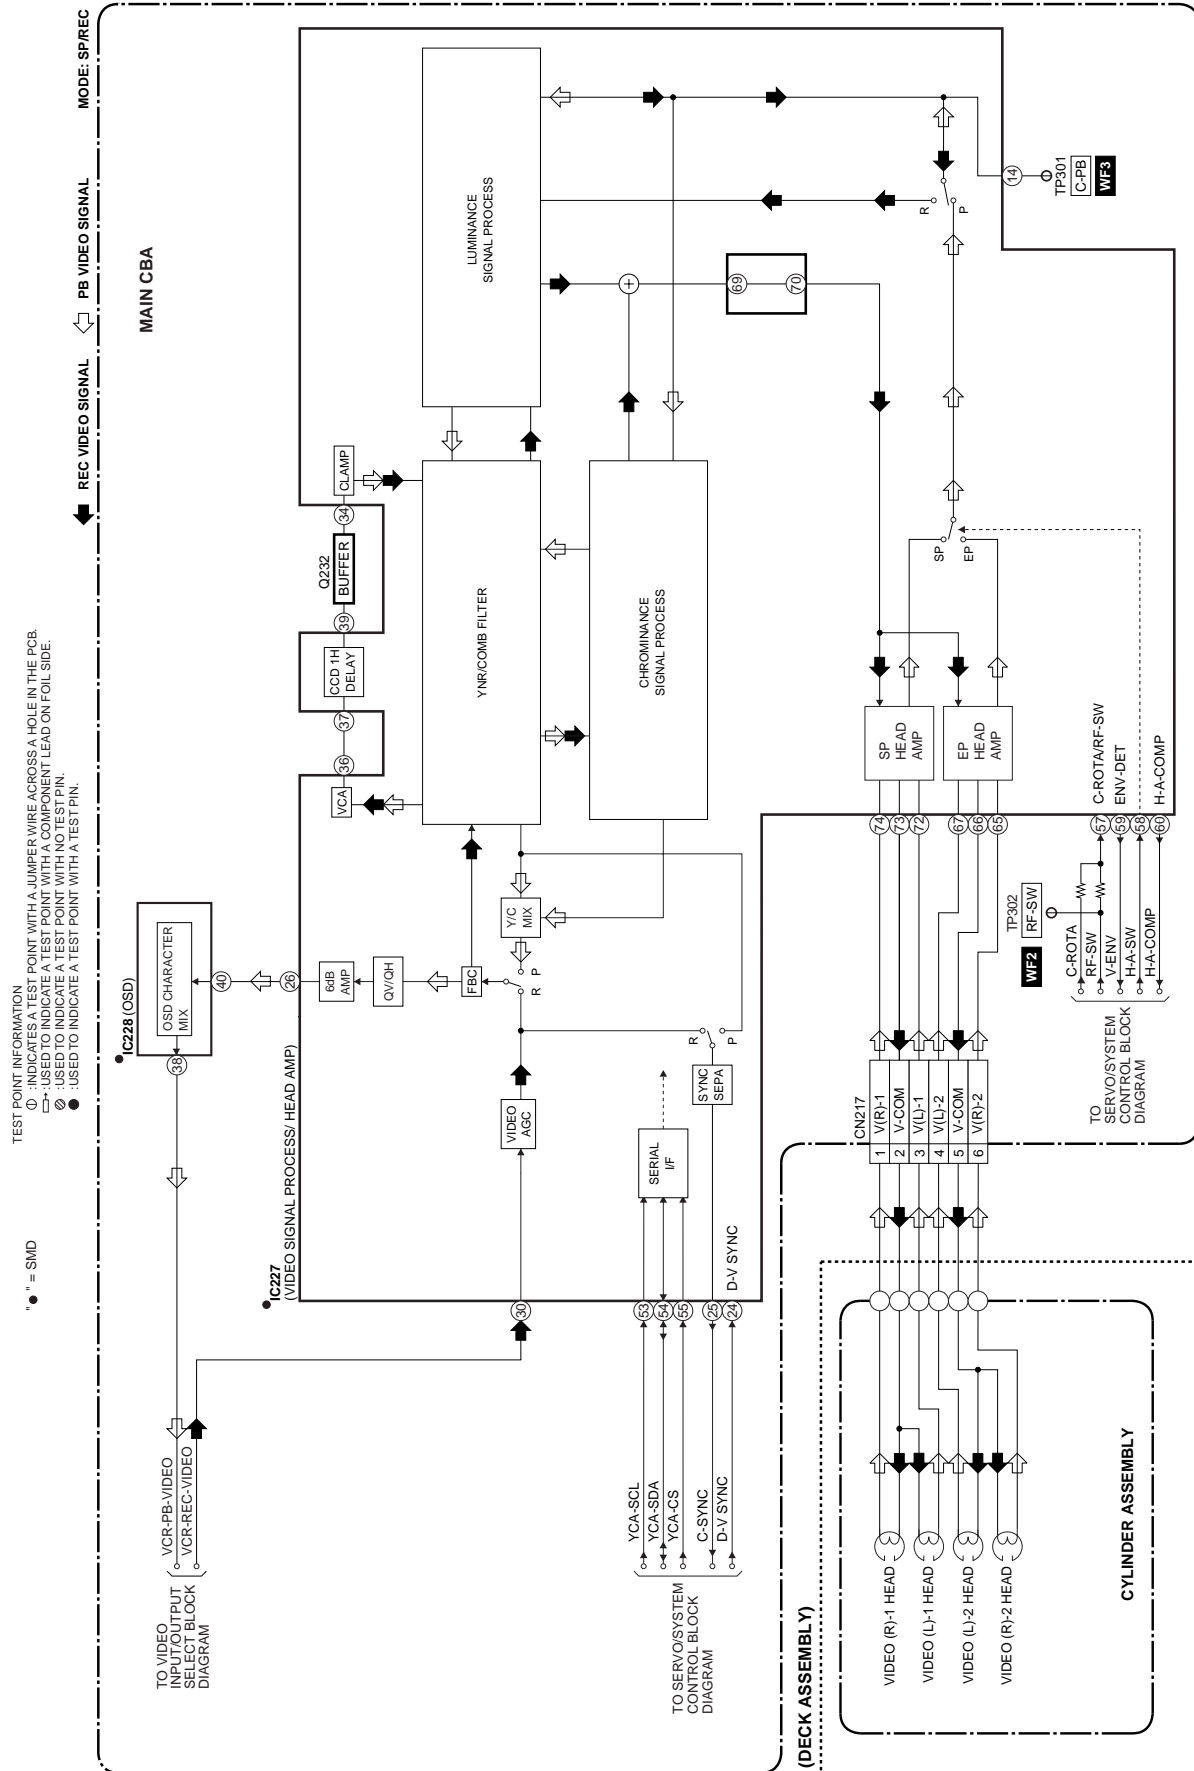 TEST POINT INFORMATION
:INDICATES A TEST POINT WITH A JUMPER WIRE ACROSS A HOLE IN THE PCB.
:USED TO INDICATE A TEST POINT WITH A COMPONENT LEAD ON FOIL SIDE.
:USED TO INDICATE A TEST POINT WITH NO TEST PIN.
:USED TO INDICATE A TEST POINT WITH A TEST PIN.
" ● " = SMD
REC VIDEO SIGNAL
PB VIDEO SIGNAL
MODE: SP/REC
MAIN CBA
TO VIDEO
INPUT/OUTPUT
SELECT BLOCK
DIAGRAM
VCR-PB-VIDEO
VCR-REC-VIDEO
IC228 (OSD)
OSD CHARACTER
MIX
38
40
IC227
(VIDEO SIGNAL PROCESS/ HEAD AMP)
26
6dB
AMP
QV/QH
FBC
R
P
Y/C
MIX
30
VIDEO
AGC
VCA
36
37
CCD 1H
DELAY
39
Q232
BUFFER
34
CLAMP
YNR/COMB FILTER
LUMINANCE
SIGNAL PROCESS
CHROMINANCE
SIGNAL PROCESS
+
69
70
R
P
14
TP301
C-PB
WF3
TO SERVO/SYSTEM
CONTROL BLOCK
DIAGRAM
YCA-SCL
YCA-SDA
YCA-CS
C-SYNC
D-V SYNC
53
54
55
25
24
SERIAL
I/F
SYNC
SEPA
R
P
D-V SYNC
SP
EP
SP
HEAD
AMP
EP
HEAD
AMP
74
73
72
67
66
65
CN217
1
V(R)-1
2
V-COM
3
V(L)-1
4
V(L)-2
5
V-COM
6
V(R)-2
WF2
TP302
RF-SW
C-ROTA
RF-SW
V-ENV
H-A-SW
H-A-COMP
57
59
58
60
C-ROTA/RF-SW
ENV-DET
H-A-COMP
TO
SERVO/SYSTEM
CONTROL BLOCK
DIAGRAM
(DECK ASSEMBLY)
VIDEO (R)-1 HEAD
VIDEO (L)-1 HEAD
VIDEO (L)-2 HEAD
VIDEO (R)-2 HEAD
CYLINDER ASSEMBLY